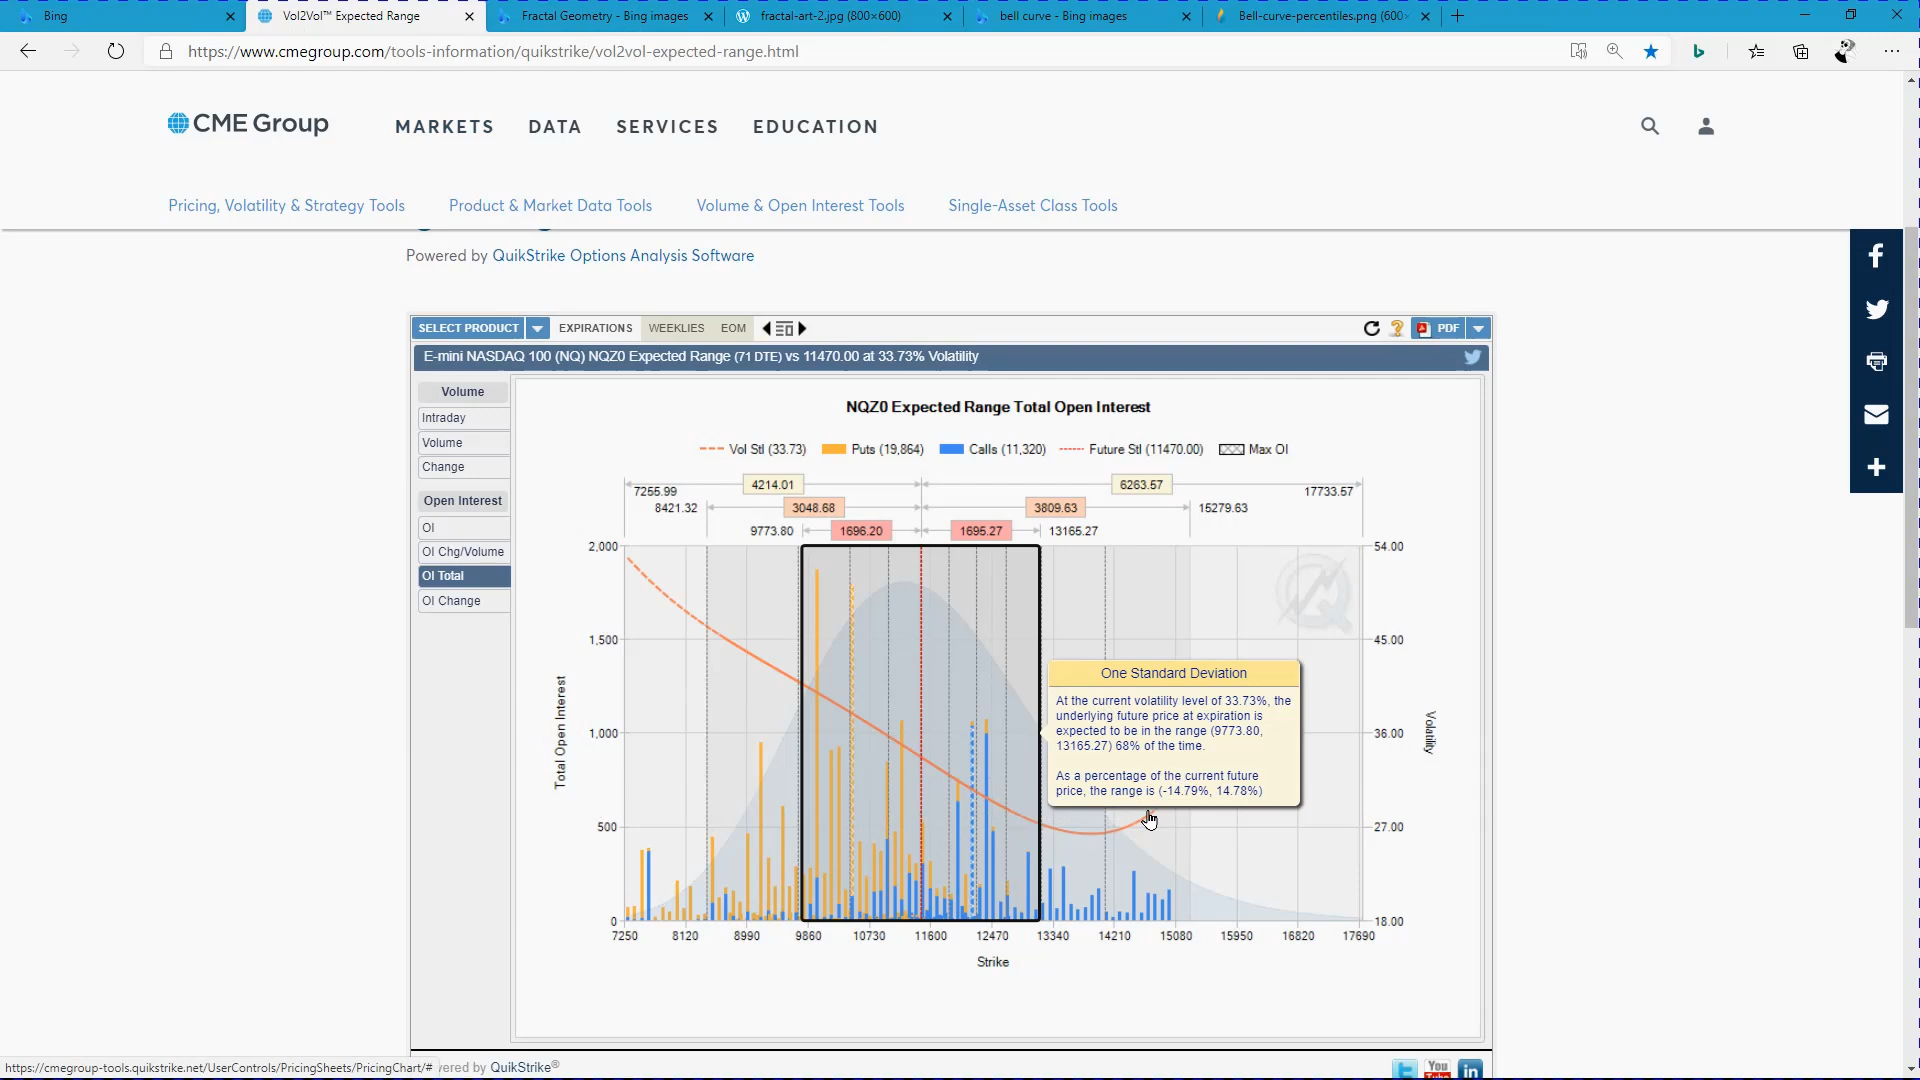 Bing
Vol2Vol™ Expected Range
Fractal Geometry - Bing images
fractal-art-2.jpg (800×600)
bell curve - Bing images
Bell-curve-percentiles.png (600×
https://www.cmegroup.com/tools-information/quikstrike/vol2vol-expected-range.html
CME Group
MARKETS DATA SERVICES EDUCATION
Pricing, Volatility & Strategy Tools
Product & Market Data Tools
Volume & Open Interest Tools
Single-Asset Class Tools
Powered by QuikStrike Options Analysis Software
SELECT PRODUCT EXPIRATIONS WEEKLIES EOM PDF
E-mini NASDAQ 100 (NQ) NQZ0 Expected Range (71 DTE) vs 11470.00 at 33.73% Volatility
Volume
Intraday
Volume
Change
Open Interest
OI
OI Chg/Volume
OI Total
OI Change
NQZ0 Expected Range Total Open Interest
Vol Stl (33.73) Puts (19,864) Calls (11,320) Future Stl (11470.00) Max OI
7255.99 4214.01 6263.57 17733.57
8421.32 3048.68 3809.63 15279.63
9773.80 1696.20 1695.27 13165.27
2,000
1,500
1,000
500
0
Total Open Interest
54.00
45.00
36.00
27.00
18.00
Volatility
One Standard Deviation
At the current volatility level of 33.73%, the
underlying future price at expiration is
expected to be in the range (9773.80,
13165.27) 68% of the time.
As a percentage of the current future
price, the range is (-14.79%, 14.78%)
7250 8120 8990 9860 10730 11600 12470 13340 14210 15080 15950 16820 17690
Strike
https://cmegroup-tools.quikstrike.net/UserControls/PricingSheets/PricingChart/#
vered by QuikStrike®
You
Tube
in